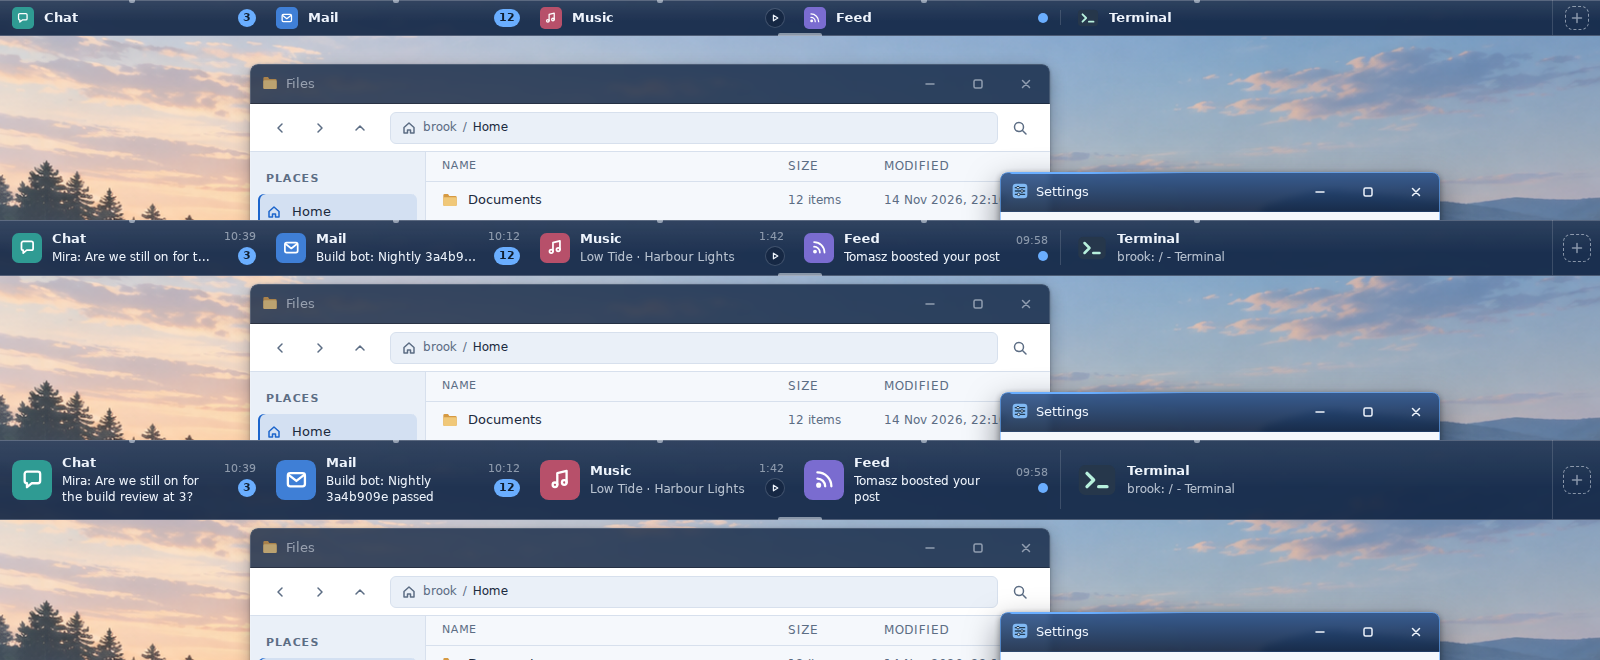 Chat 3 Mail 12 Music Feed Terminal
Files
brook / Home
NAME SIZE MODIFIED
PLACES
Settings
Documents 12 items 14 Nov 2026, 22:1
Home
Chat 10:39 Mail 10:12 Music 1:42 Feed 09:58 Terminal
Mira: Are we still on for t... 3 Build bot: Nightly 3a4b9... 12 Low Tide · Harbour Lights Tomasz boosted your post brook: / - Terminal
Files
brook / Home
NAME SIZE MODIFIED
PLACES
Settings
Documents 12 items 14 Nov 2026, 22:1
Home
Chat Mail Feed
10:39 10:12 Music 1:42 09:58 Terminal
Mira: Are we still on for Build bot: Nightly Tomasz boosted your
3 12 Low Tide · Harbour Lights brook: / - Terminal
the build review at 3? 3a4b909e passed post
Files
brook / Home
NAME SIZE MODIFIED
PLACES
Settings